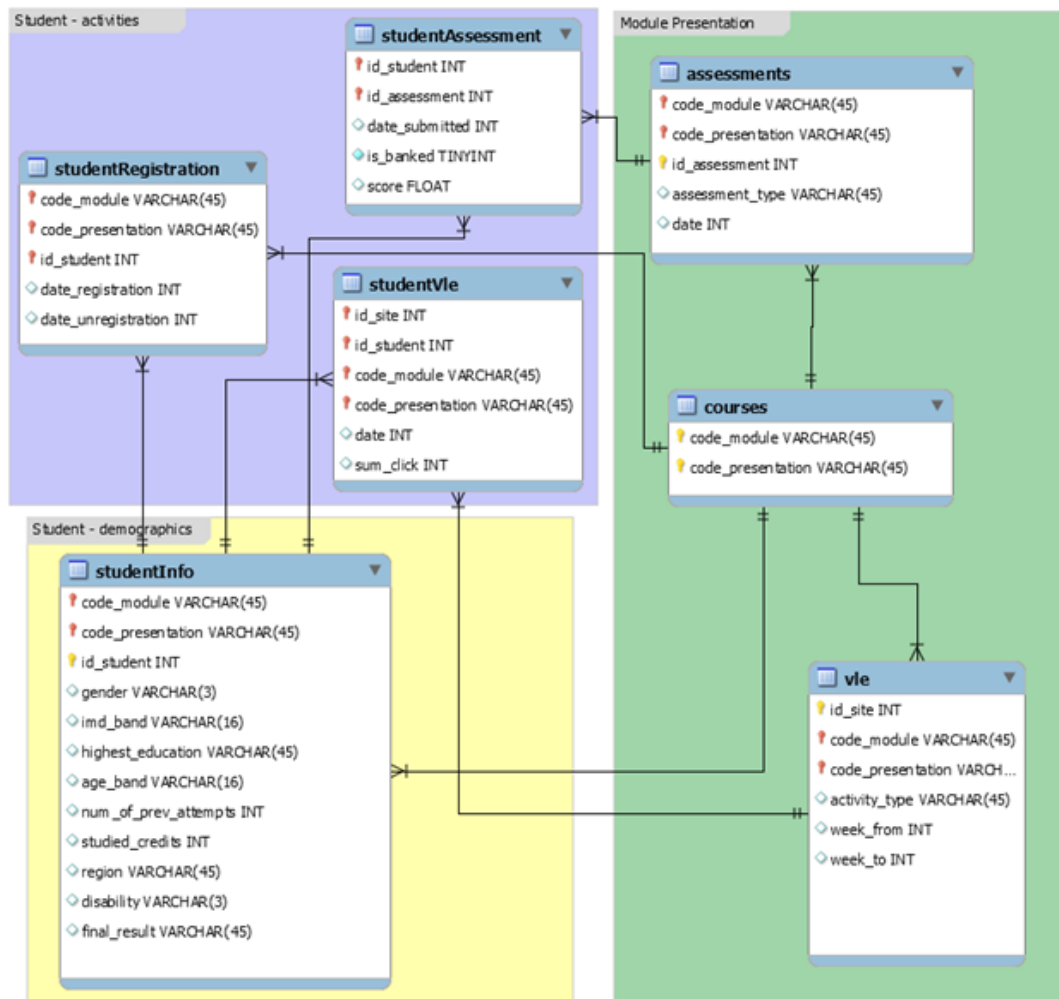 Student - activities
studentAssessment
id_student INT
id_assessment INT
date_submitted INT
is_banked TINYINT
score FLOAT
studentRegistration
code_module VARCHAR(45)
code_presentation VARCHAR(45)
id_student INT
date_registration INT
date_unregistration INT
studentVle
id_site INT
id_student INT
code_module VARCHAR(45)
code_presentation VARCHAR(45)
date INT
sum_click INT
Student - demographics
studentInfo
code_module VARCHAR(45)
code_presentation VARCHAR(45)
id_student INT
gender VARCHAR(3)
imd_band VARCHAR(16)
highest_education VARCHAR(45)
age_band VARCHAR(16)
num_of_prev_attempts INT
studied_credits INT
region VARCHAR(45)
disability VARCHAR(3)
final_result VARCHAR(45)
Module Presentation
assessments
code_module VARCHAR(45)
code_presentation VARCHAR(45)
id_assessment INT
assessment_type VARCHAR(45)
date INT
courses
code_module VARCHAR(45)
code_presentation VARCHAR(45)
vle
id_site INT
code_module VARCHAR(45)
code_presentation VARCH...
activity_type VARCHAR(45)
week_from INT
week_to INT